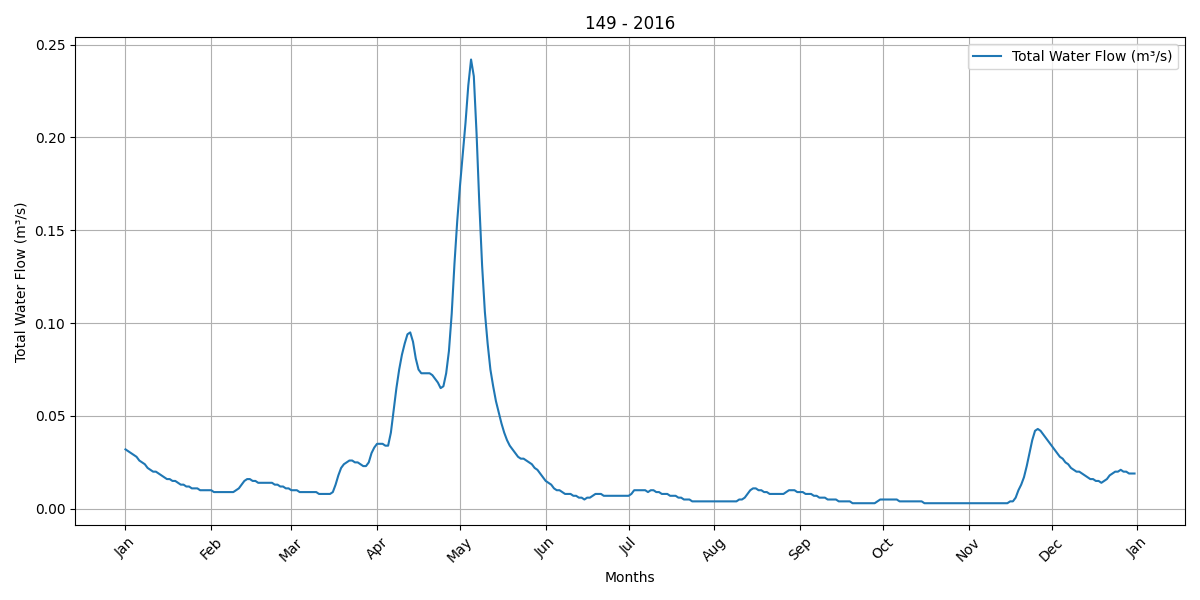 149 - 2016
Total Water Flow (m³/s)
Total Water Flow (m³/s)
0.25
0.20
0.15
0.10
0.05
0.00
Jan
Feb
Mar
Apr
May
Jun
Jul
Aug
Sep
Oct
Nov
Dec
Jan
Months